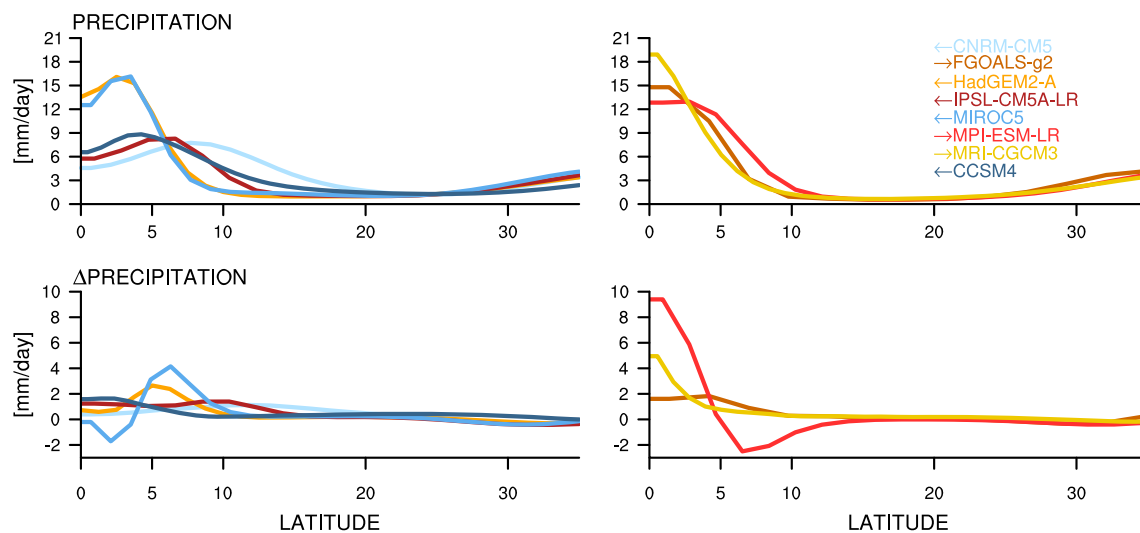 PRECIPITATION
[mm/day]
21
18
15
12
9
6
3
0
0 5 10 20 30
21
18
15
12
9
6
3
0
0 5 10 20 30
←CNRM-CM5
→FGOALS-g2
←HadGEM2-A
←IPSL-CM5A-LR
←MIROC5
→MPI-ESM-LR
→MRI-CGCM3
←CCSM4
ΔPRECIPITATION
[mm/day]
10
8
6
4
2
0
-2
0 5 10 20 30
LATITUDE
10
8
6
4
2
0
-2
0 5 10 20 30
LATITUDE